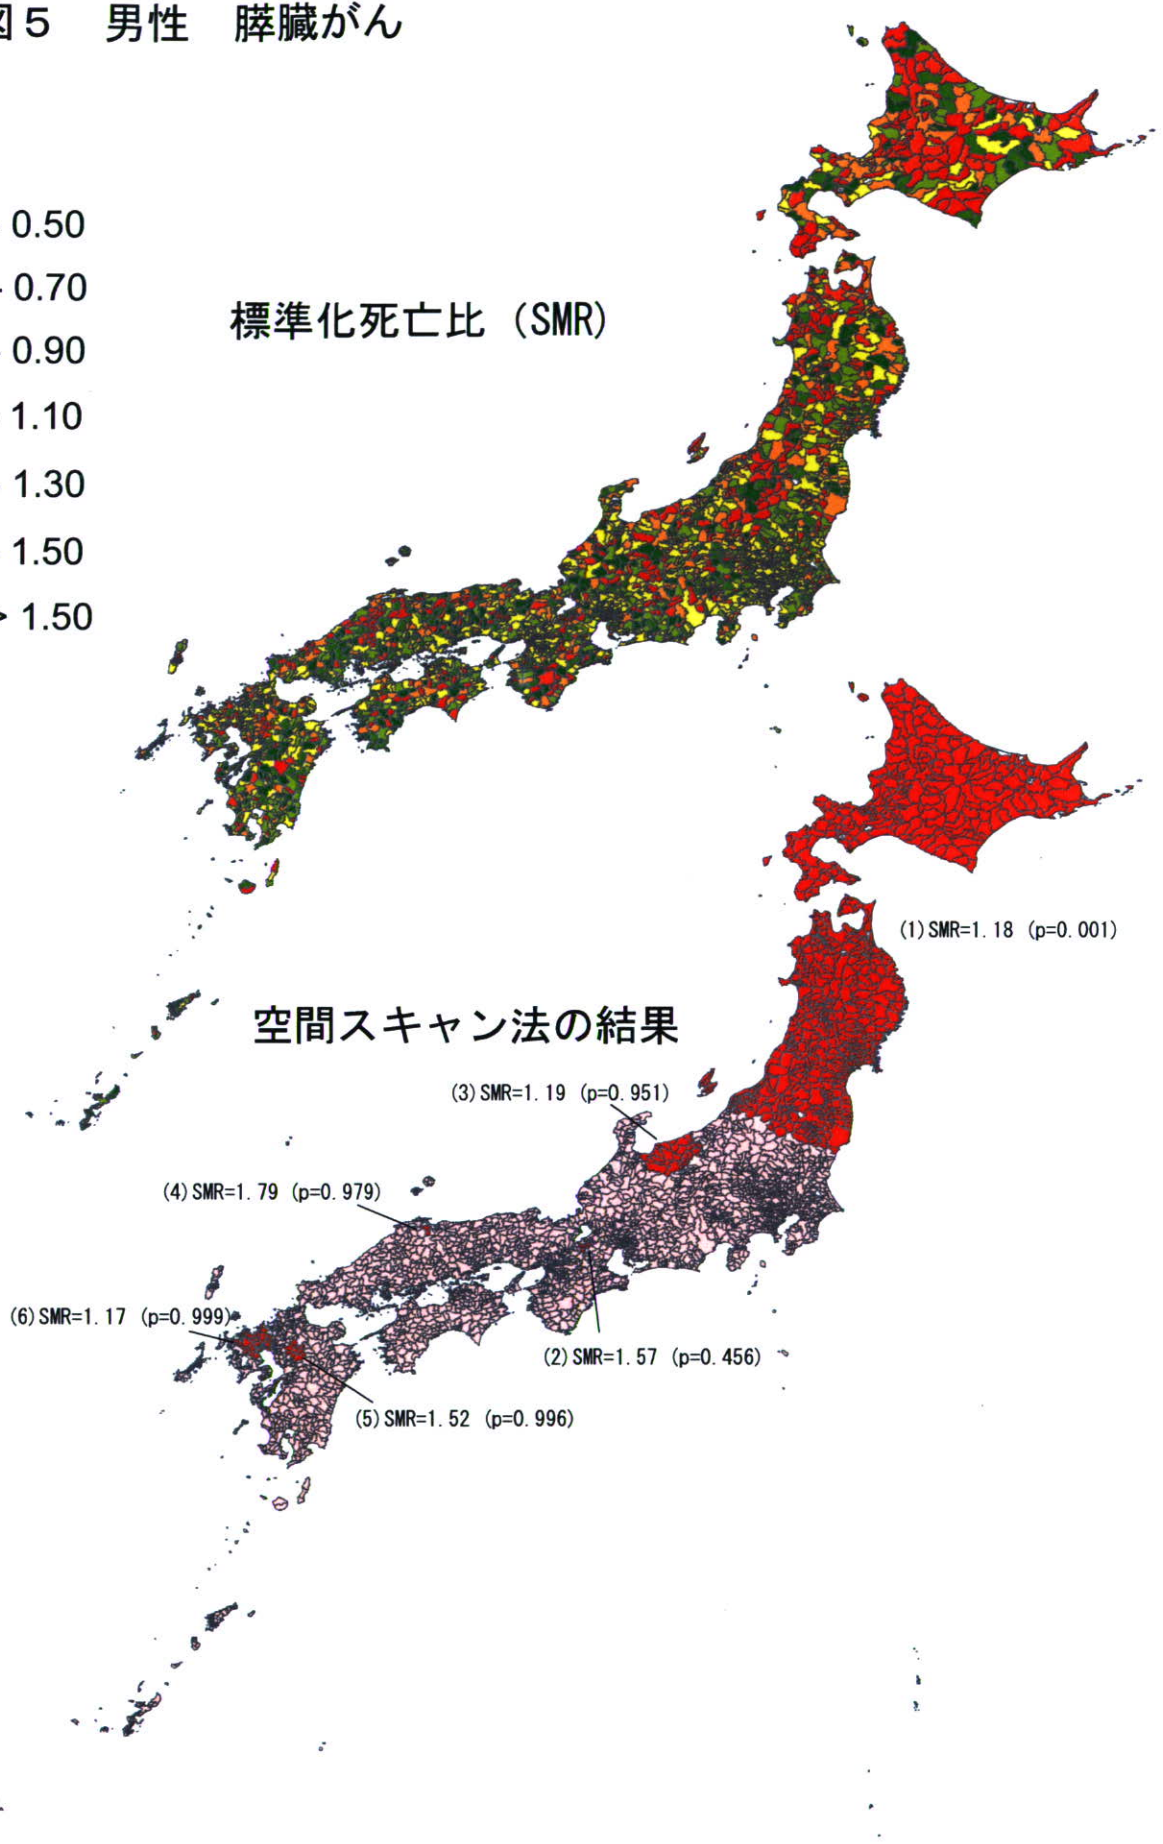 図5 男性 膵臓がん
0.50
- 0.70
0.90
1.10
1.30
1.50
> 1.50
標準化死亡比 (SMR)
(1) SMR=1.18 (p=0.001)
空間スキャン法の結果
(3) SMR=1.19 (p=0.951)
(4) SMR=1.79 (p=0.979)
(6) SMR=1.17 (p=0.999)
(2) SMR=1.57 (p=0.456)
(5) SMR=1.52 (p=0.996)